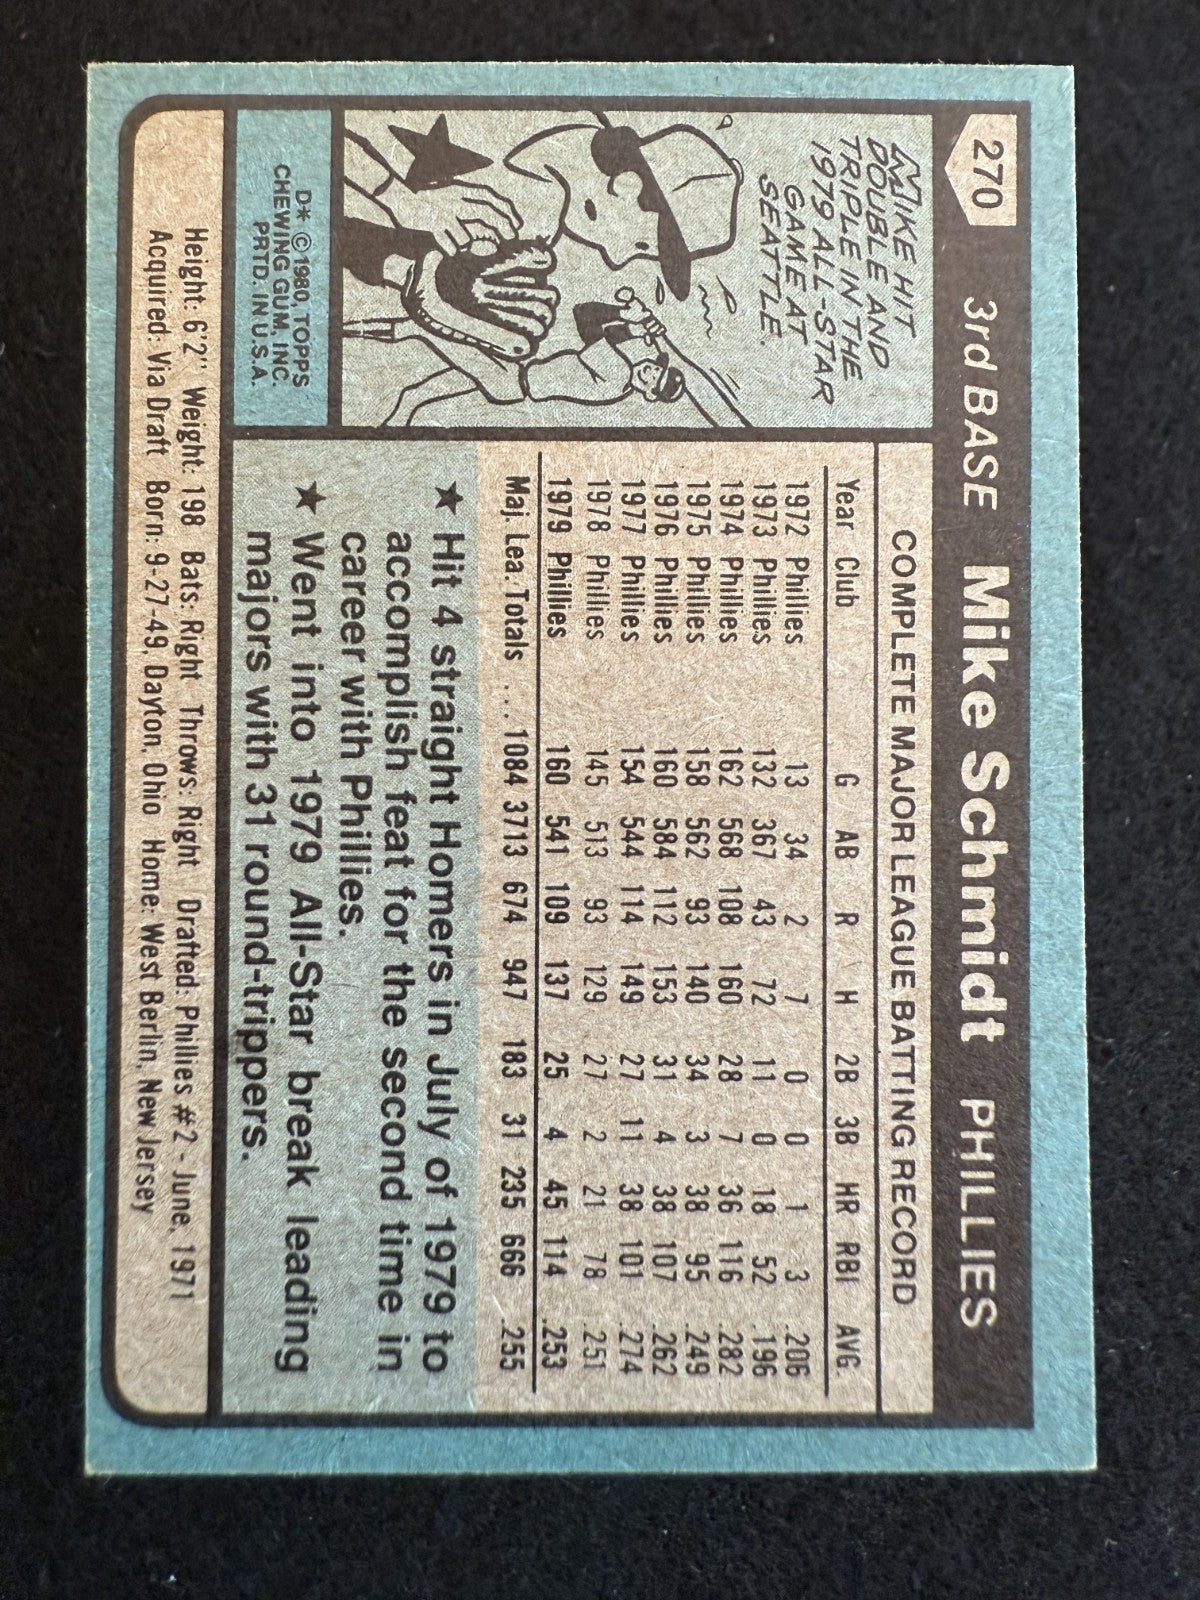 270 3rd BASE Mike Schmidt PHILLIES
MIKE HIT
DOUBLE AND
TRIPLE IN THE
1979 ALL-STAR
GAME AT
SEATTLE.
D* © 1980, TOPPS
CHEWING GUM, INC.
PRTD. IN U.S.A.
COMPLETE MAJOR LEAGUE BATTING RECORD
Year Club G AB R H 2B 3B HR RBI AVG.
1972 Phillies 13 34 2 7 0 0 1 3 .206
1973 Phillies 132 367 43 72 11 0 18 52 .196
1974 Phillies 162 568 108 160 28 7 36 116 .282
1975 Phillies 158 562 93 140 34 3 38 95 .249
1976 Phillies 160 584 112 153 31 4 38 107 .262
1977 Phillies 154 544 114 149 27 11 38 101 .274
1978 Phillies 145 513 93 129 27 2 21 78 .251
1979 Phillies 160 541 109 137 25 4 45 114 .253
Maj. Lea. Totals ... 1084 3713 674 947 183 31 235 666 .255
★ Hit 4 straight Homers in July of 1979 to
accomplish feat for the second time in
career with Phillies.
★ Went into 1979 All-Star break leading
majors with 31 round-trippers.
Height: 6'2" Weight: 198 Bats: Right Throws: Right Drafted: Phillies #2 - June, 1971
Acquired: Via Draft Born: 9-27-49, Dayton, Ohio Home: West Berlin, New Jersey